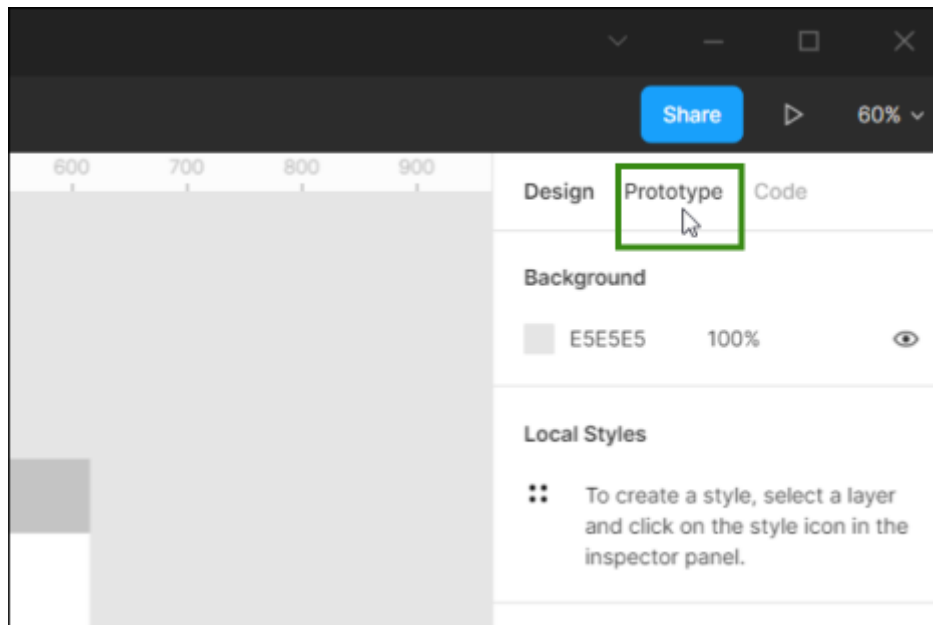 Share 60%
600 700 800 900
Design Prototype Code
Background
E5E5E5 100%
Local Styles
To create a style, select a layer
and click on the style icon in the
inspector panel.